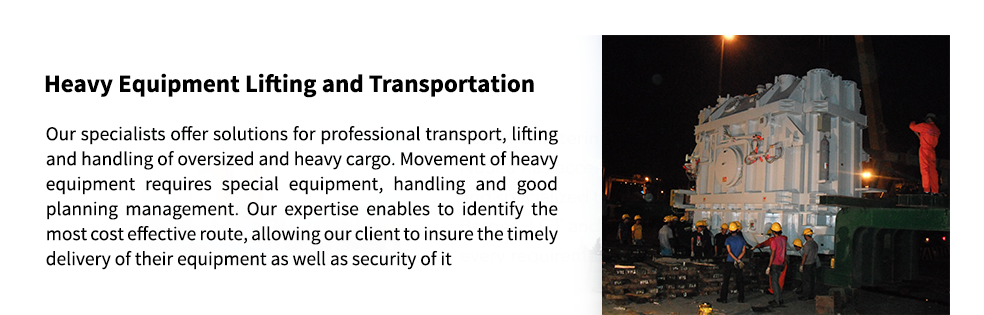 Heavy Equipment Lifting and Transportation
Our specialists offer solutions for professional transport, lifting
and handling of oversized and heavy cargo. Movement of heavy
equipment requires special equipment, handling and good
planning management. Our expertise enables to identify the
most cost effective route, allowing our client to insure the timely
delivery of their equipment as well as security of it